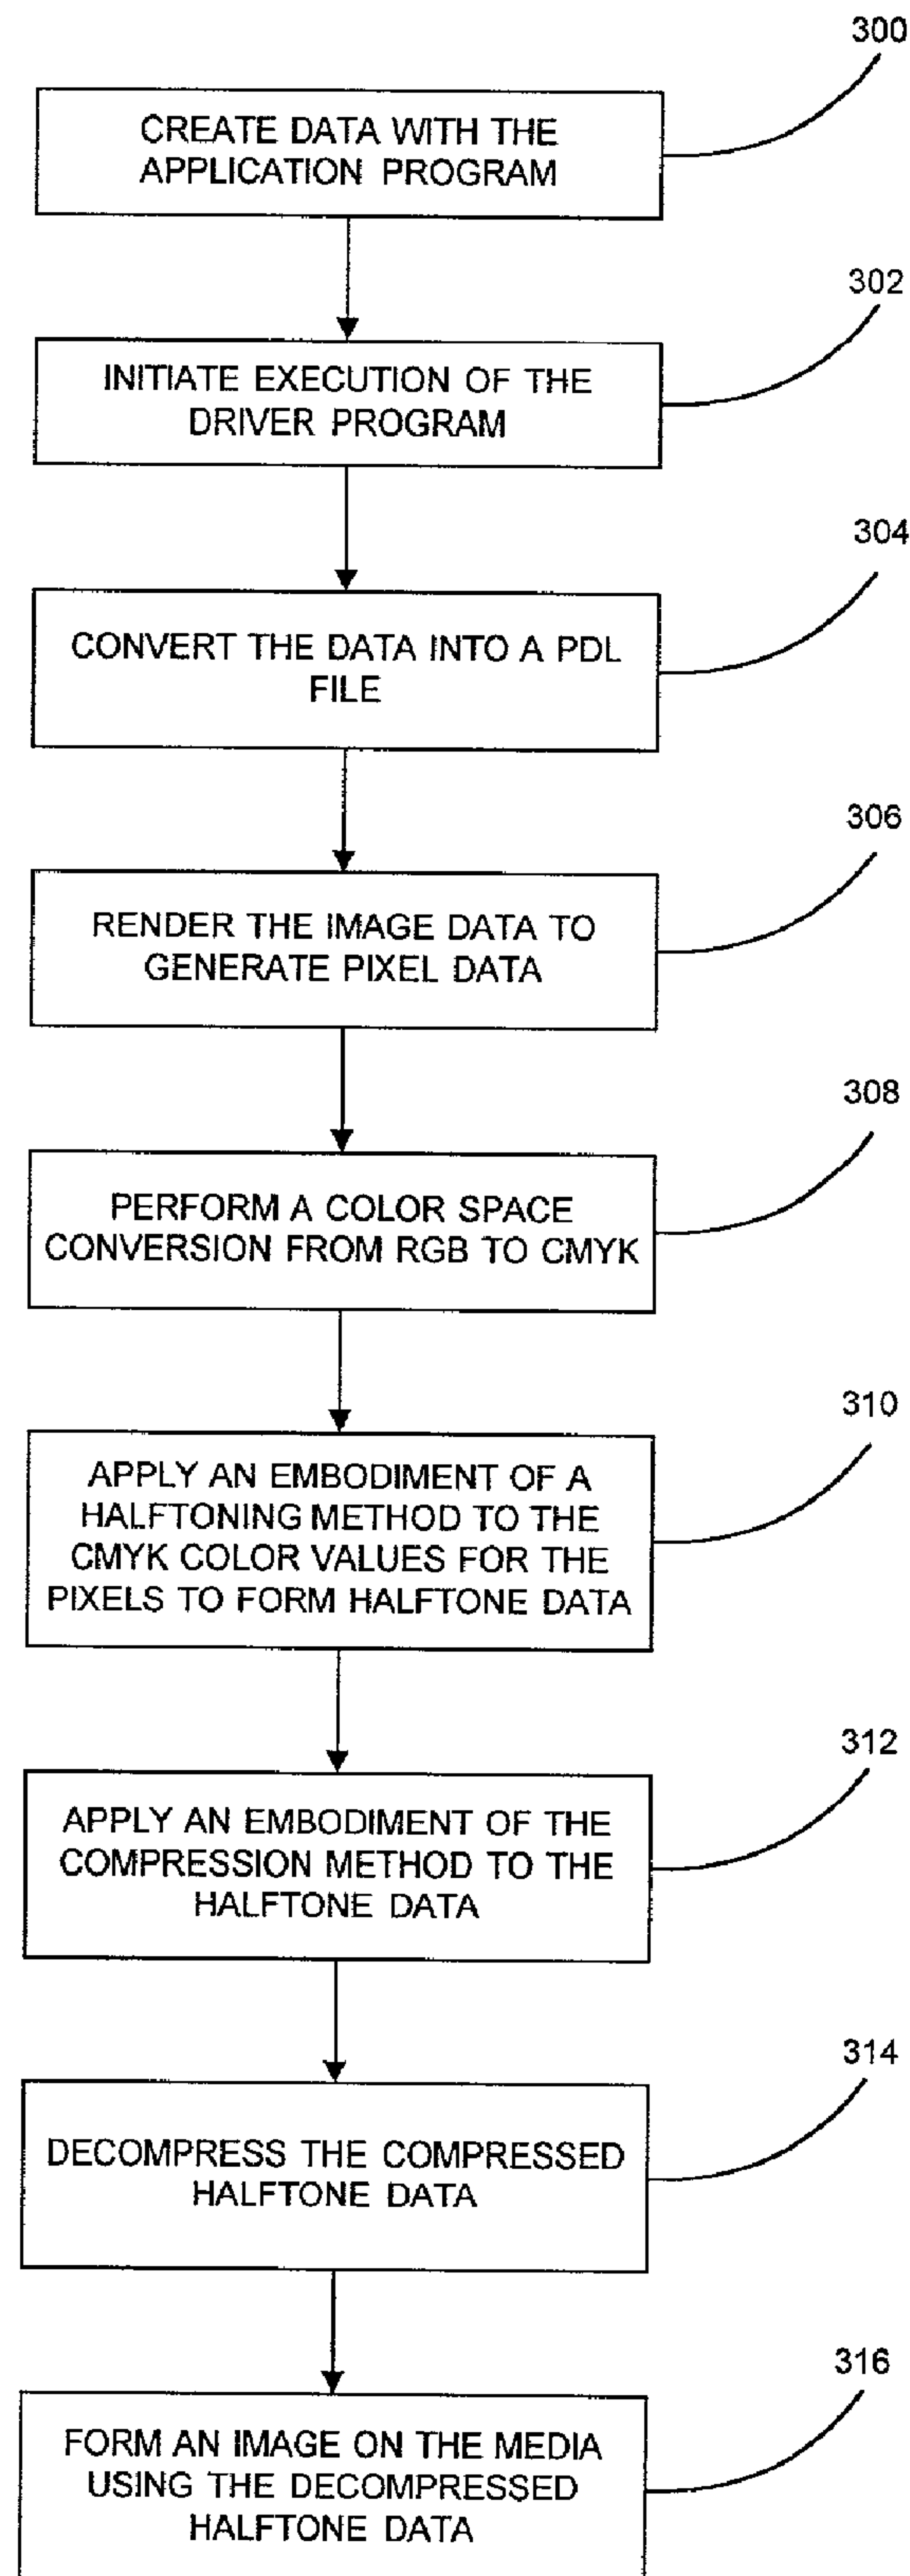 300
CREATE DATA WITH THE
APPLICATION PROGRAM
302
INITIATE EXECUTION OF THE
DRIVER PROGRAM
304
CONVERT THE DATA INTO A PDL
FILE
306
RENDER THE IMAGE DATA TO
GENERATE PIXEL DATA
308
PERFORM A COLOR SPACE
CONVERSION FROM RGB TO CMYK
310
APPLY AN EMBODIMENT OF A
HALFTONING METHOD TO THE
CMYK COLOR VALUES FOR THE
PIXELS TO FORM HALFTONE DATA
312
APPLY AN EMBODIMENT OF THE
COMPRESSION METHOD TO THE
HALFTONE DATA
314
DECOMPRESS THE COMPRESSED
HALFTONE DATA
316
FORM AN IMAGE ON THE MEDIA
USING THE DECOMPRESSED
HALFTONE DATA